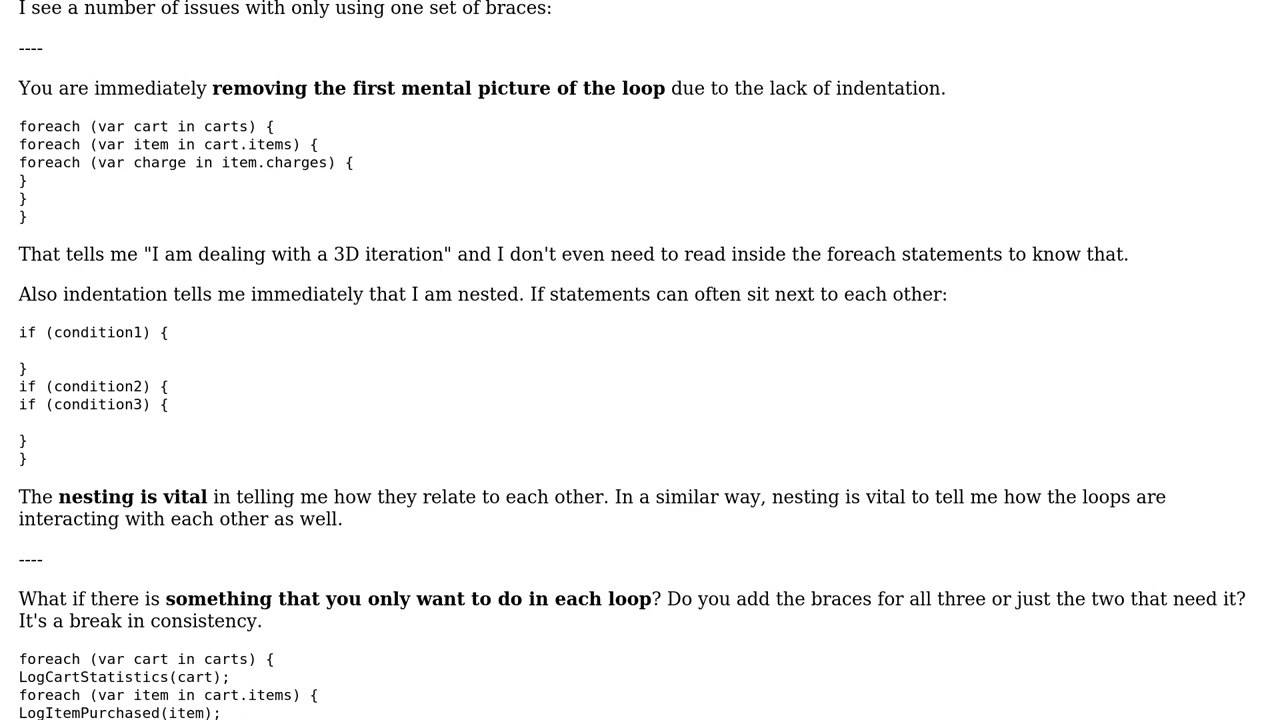 I see a number of issues with only using one set of braces:
----
You are immediately removing the first mental picture of the loop due to the lack of indentation.
foreach (var cart in carts) {
foreach (var item in cart.items) {
foreach (var charge in item.charges) {
}
}
}
That tells me "I am dealing with a 3D iteration" and I don't even need to read inside the foreach statements to know that.
Also indentation tells me immediately that I am nested. If statements can often sit next to each other:
if (condition1) {
}
if (condition2) {
if (condition3) {
}
}
The nesting is vital in telling me how they relate to each other. In a similar way, nesting is vital to tell me how the loops are
interacting with each other as well.
----
What if there is something that you only want to do in each loop? Do you add the braces for all three or just the two that need it?
It's a break in consistency.
foreach (var cart in carts) {
LogCartStatistics(cart);
foreach (var item in cart.items) {
LogItemPurchased(item);